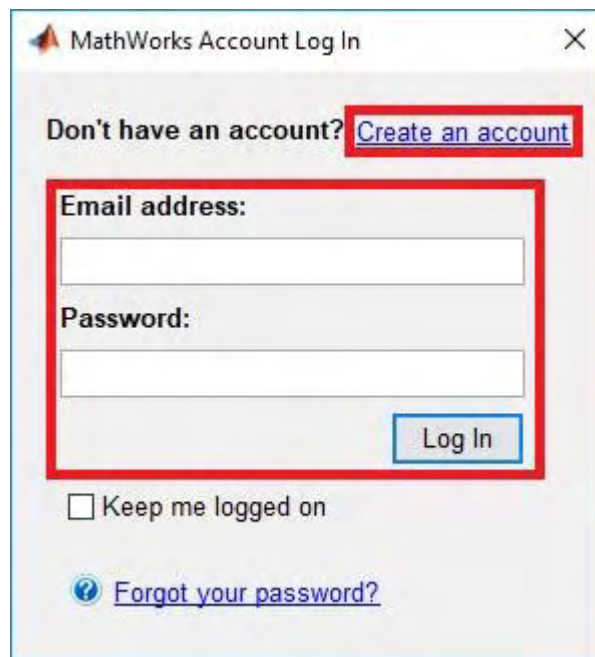 MathWorks Account Log In
Don't have an account? Create an account
Email address:
Password:
Log In
Keep me logged on
Forgot your password?